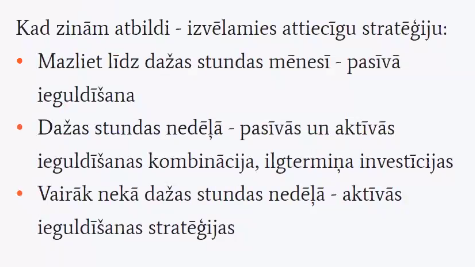 Kad zinām atbildi - izvēlamies attiecīgu stratēģiju:
• Mazliet līdz dažas stundas mēnesī - pasīvā
ieguldīšana
• Dažas stundas nedēļā - pasīvās un aktīvās
ieguldīšanas kombinācija, ilgtermiņa investīcijas
• Vairāk nekā dažas stundas nedēļā - aktīvās
ieguldīšanas stratēģijas